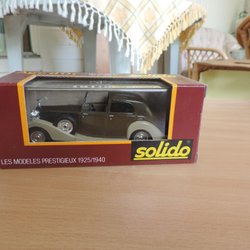 LES MODELES PRESTIGIEUX 1925/1940
solido